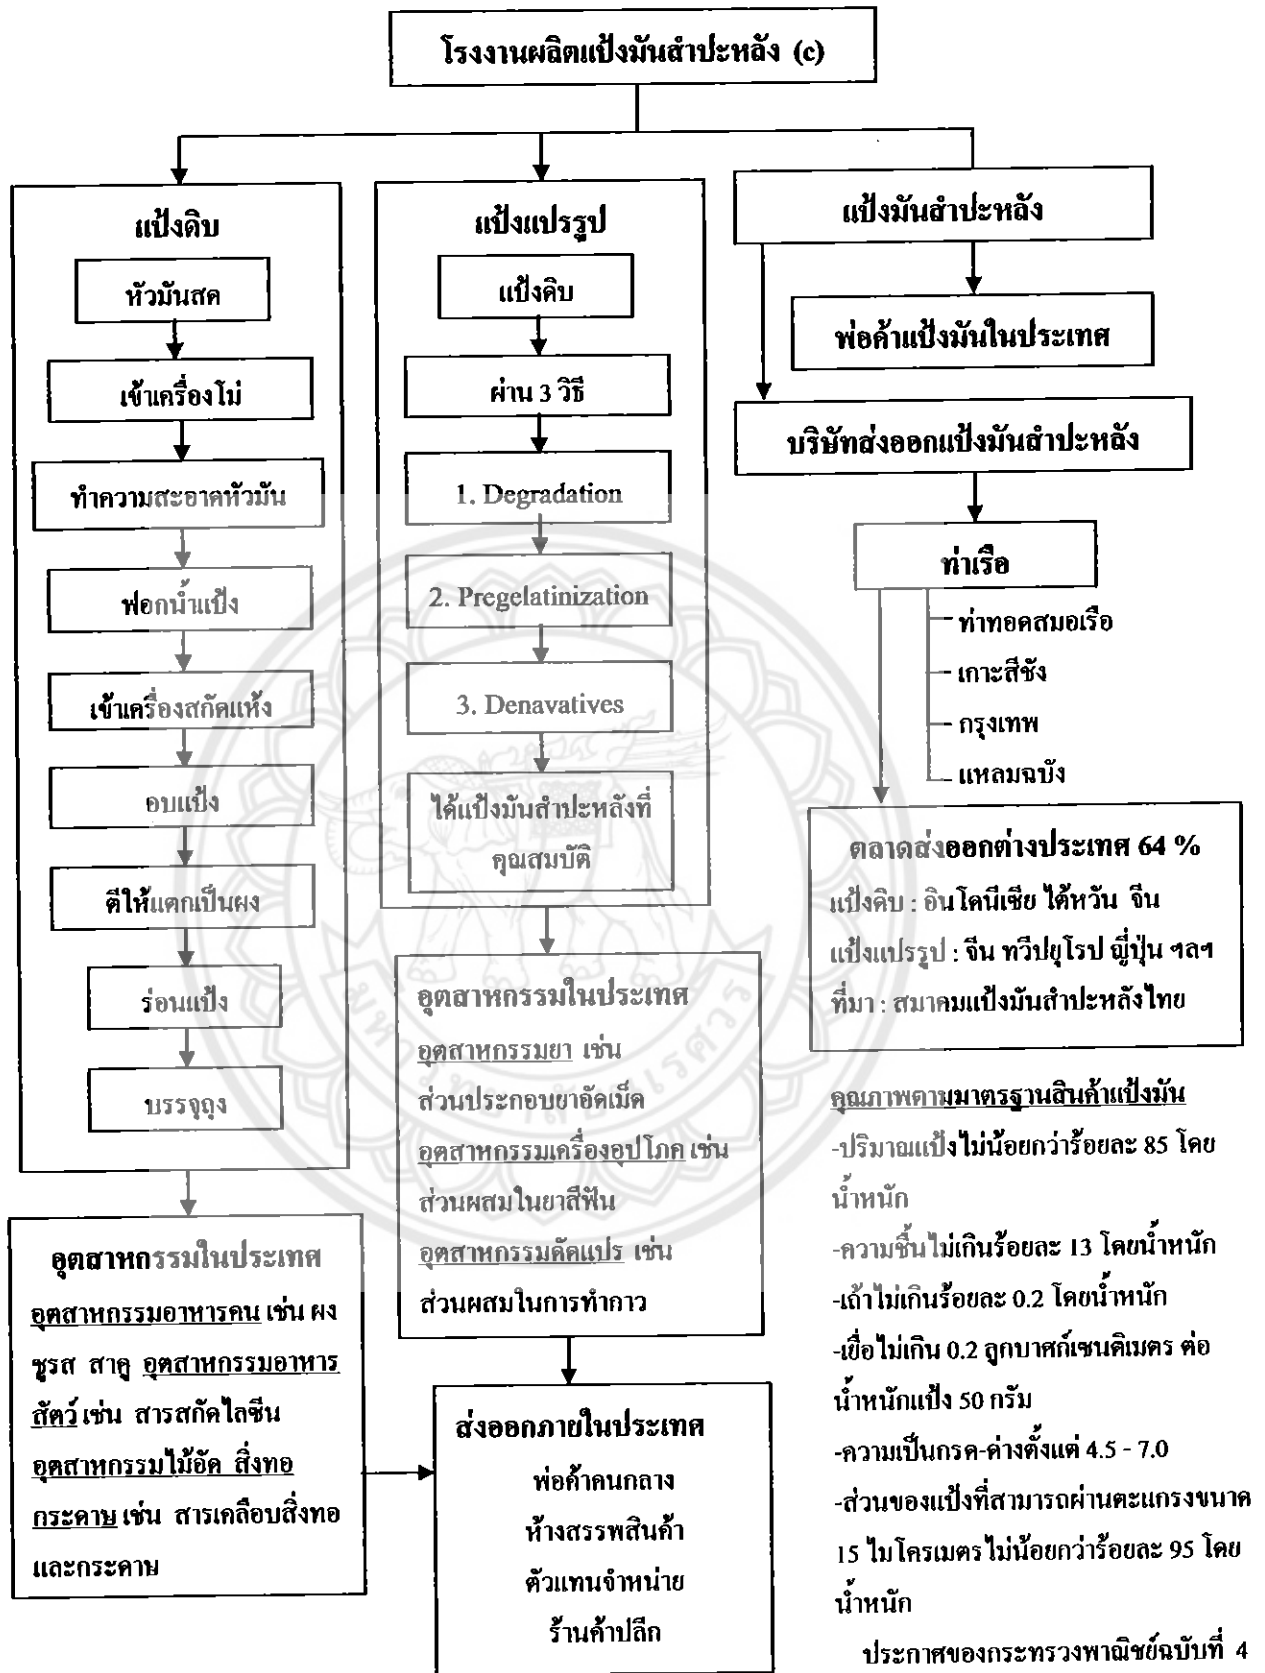 โรงงานผลิตแป้งมันสำปะหลัง (c)
แป้งดิบ
หัวมันสด
เข้าเครื่องโม่
ทำความสะอาดหัวมัน
ฟอกน้ำแป้ง
เข้าเครื่องสกัดแห้ง
อบแป้ง
ตีให้แตกเป็นผง
ร่อนแป้ง
บรรจุถุง
อุตสาหกรรมในประเทศ
อุตสาหกรรมอาหารคน เช่น ผง
ชูรส สาคู อุตสาหกรรมอาหาร
สัตว์ เช่น สารสกัดไลซีน
อุตสาหกรรมไม้อัด สิ่งทอ
กระดาษ เช่น สารเคลือบสิ่งทอ
และกระดาษ
แป้งแปรรูป
แป้งดิบ
ผ่าน 3 วิธี
1. Degradation
2. Pregelatinization
3. Denavatives
ได้แป้งมันสำปะหลังที่
คุณสมบัติ
อุตสาหกรรมในประเทศ
อุตสาหกรรมยา เช่น
ส่วนประกอบยาอัดเม็ด
อุตสาหกรรมเครื่องอุปโภค เช่น
ส่วนผสมในยาสีฟัน
อุตสาหกรรมดัดแปร เช่น
ส่วนผสมในการทำกาว
ส่งออกภายในประเทศ
พ่อค้าคนกลาง
ห้างสรรพสินค้า
ตัวแทนจำหน่าย
ร้านค้าปลีก
แป้งมันสำปะหลัง
พ่อค้าแป้งมันในประเทศ
บริษัทส่งออกแป้งมันสำปะหลัง
ท่าเรือ
ท่าทอดสมอเรือ
เกาะสีชัง
กรุงเทพ
แหลมฉบัง
ตลาดส่งออกต่างประเทศ 64 %
แป้งดิบ : อินโดนีเซีย ไต้หวัน จีน
แป้งแปรรูป : จีน ทวีปยุโรป ญี่ปุ่น ฯลฯ
ที่มา : สมาคมแป้งมันสำปะหลังไทย
คุณภาพตามมาตรฐานสินค้าแป้งมัน
-ปริมาณแป้งไม่น้อยกว่าร้อยละ 85 โดย
น้ำหนัก
-ความชื้นไม่เกินร้อยละ 13 โดยน้ำหนัก
-เถ้าไม่เกินร้อยละ 0.2 โดยน้ำหนัก
-เยื่อไม่เกิน 0.2 ลูกบาศก์เซนติเมตร ต่อ
น้ำหนักแป้ง 50 กรัม
-ความเป็นกรด-ด่างตั้งแต่ 4.5 - 7.0
-ส่วนของแป้งที่สามารถผ่านตะแกรงขนาด
15 ไมโครเมตร ไม่น้อยกว่าร้อยละ 95 โดย
น้ำหนัก
ประกาศของกระทรวงพาณิชย์ฉบับที่ 4
มหาวิทยาลัยนเรศวร